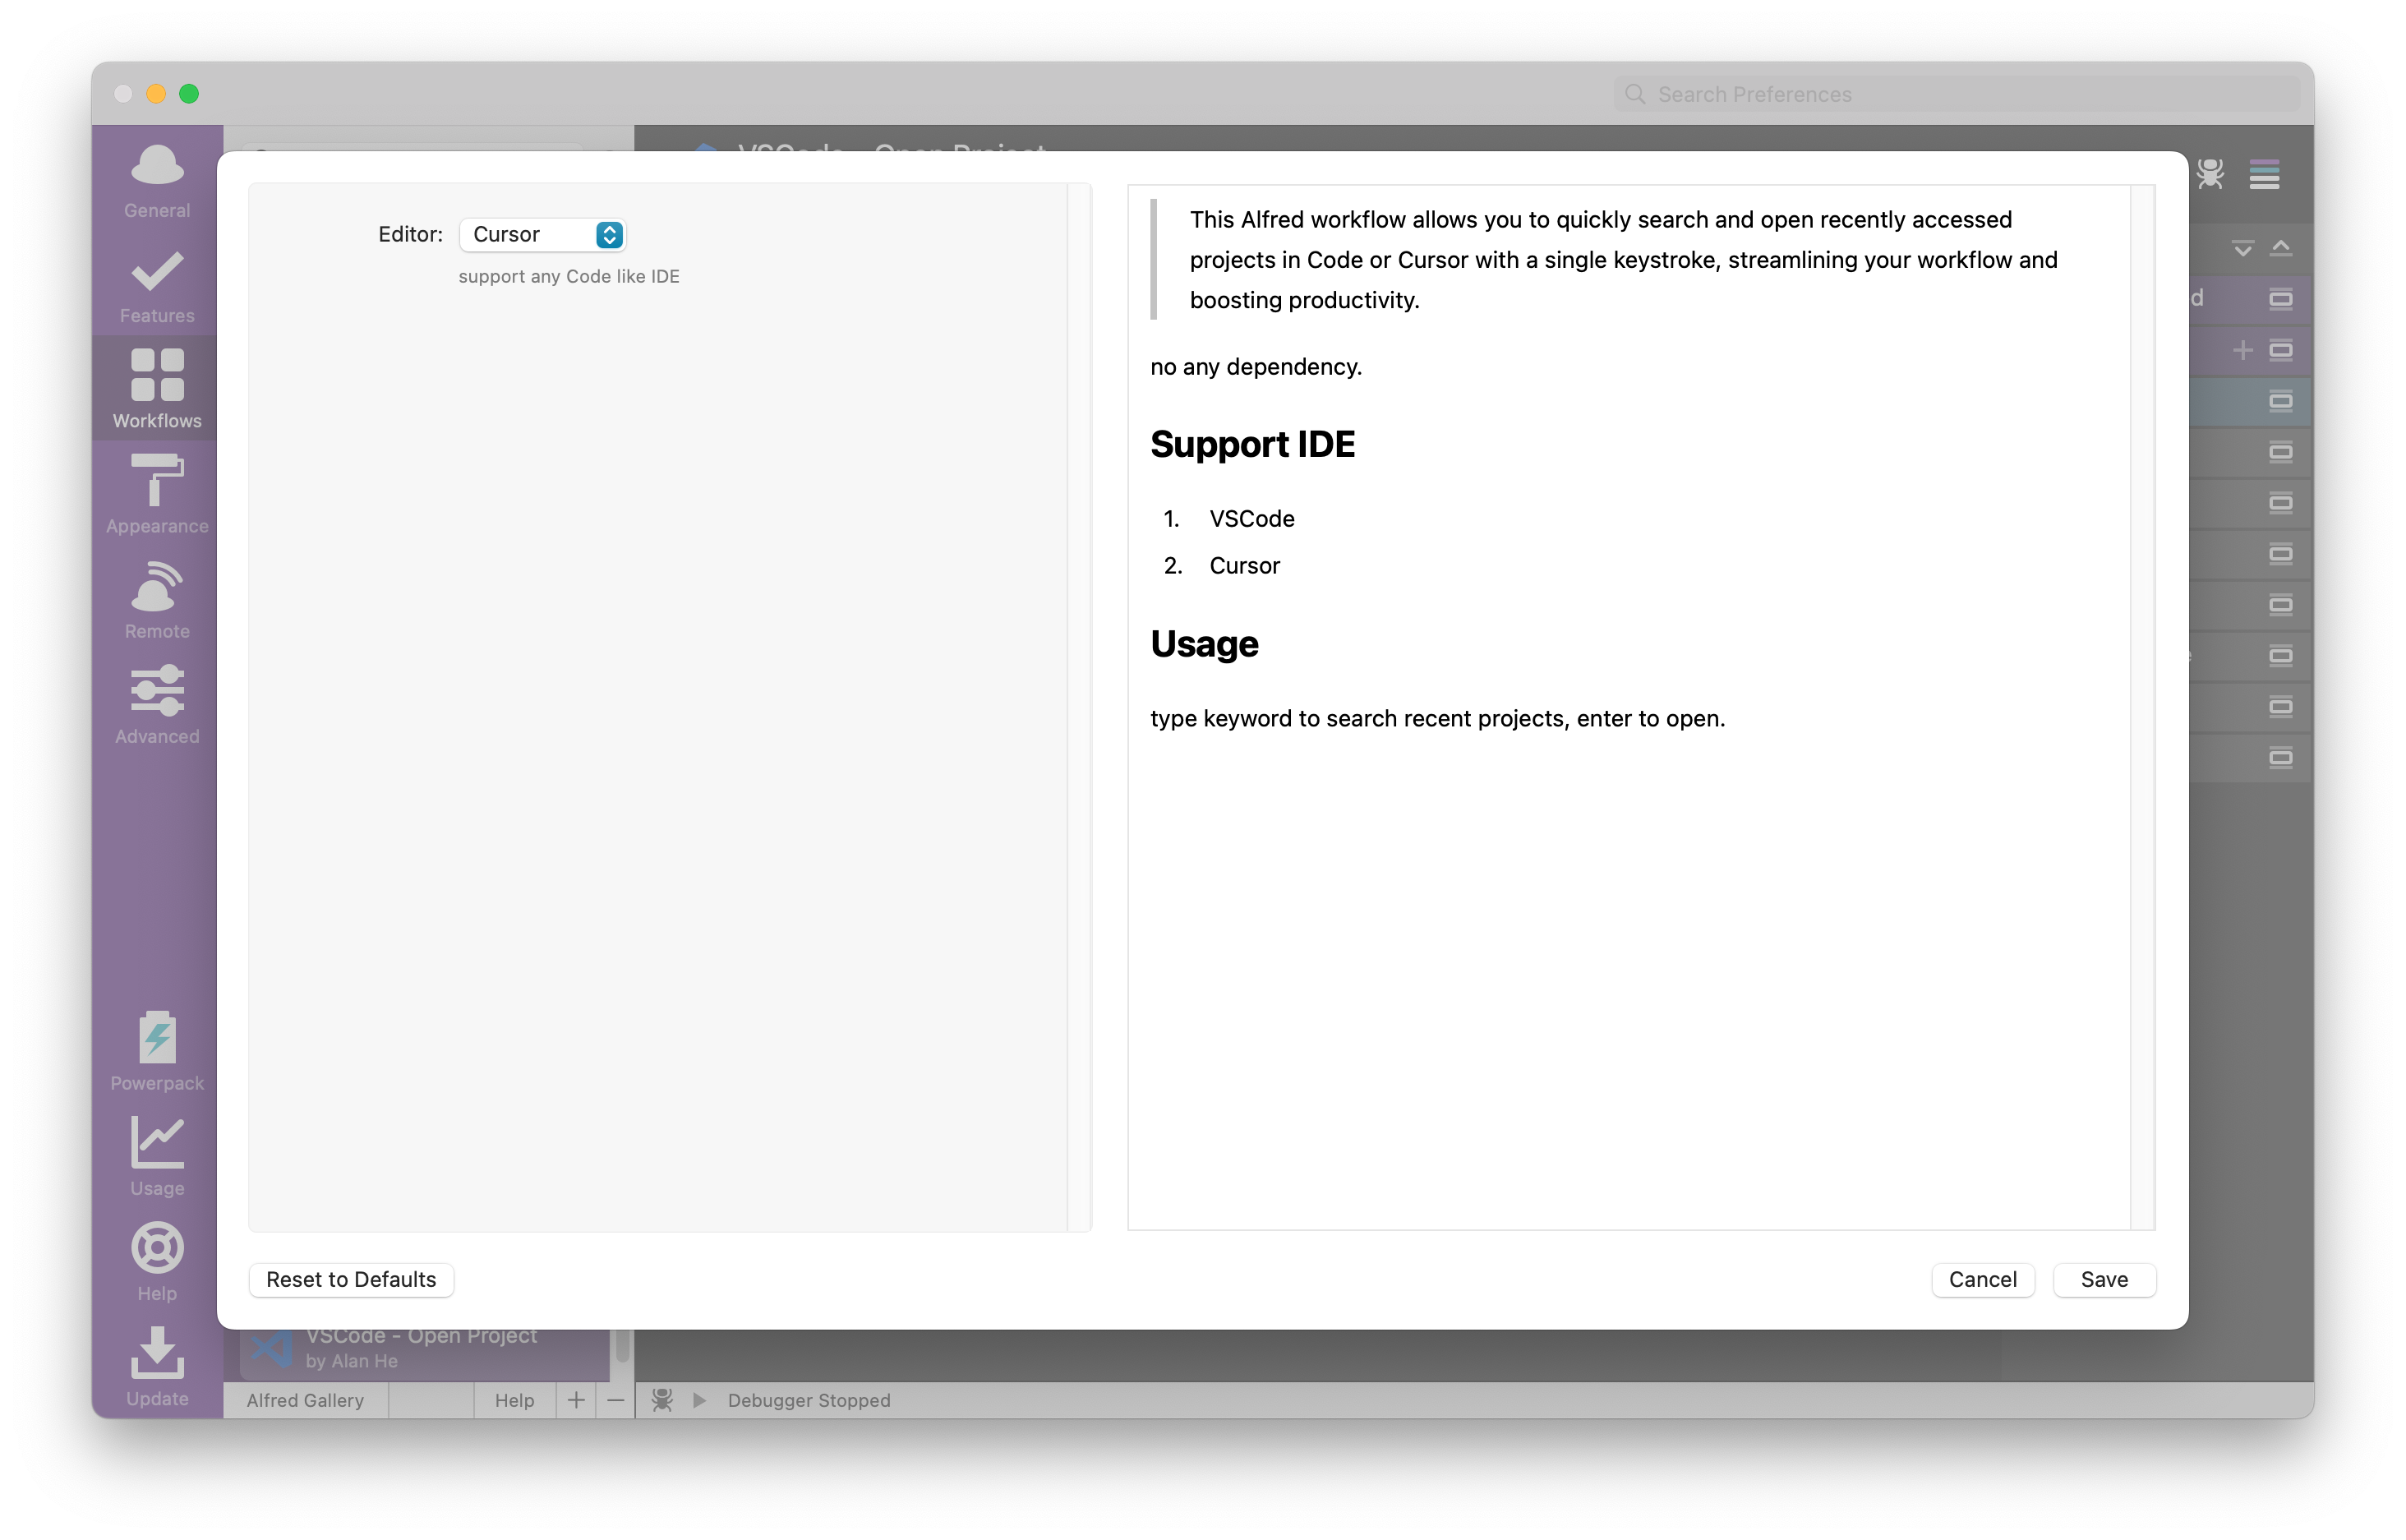 Search Preferences
VSCode - Open Project
General
Features
Workflows
Appearance
Remote
Advanced
Powerpack
Usage
Help
Update
Editor: Cursor
support any Code like IDE
This Alfred workflow allows you to quickly search and open recently accessed
projects in Code or Cursor with a single keystroke, streamlining your workflow and
boosting productivity.
no any dependency.
Support IDE
1. VSCode
2. Cursor
Usage
type keyword to search recent projects, enter to open.
d
Reset to Defaults
Cancel
Save
VSCode - Open Project
by Alan He
Alfred Gallery
Help
Debugger Stopped